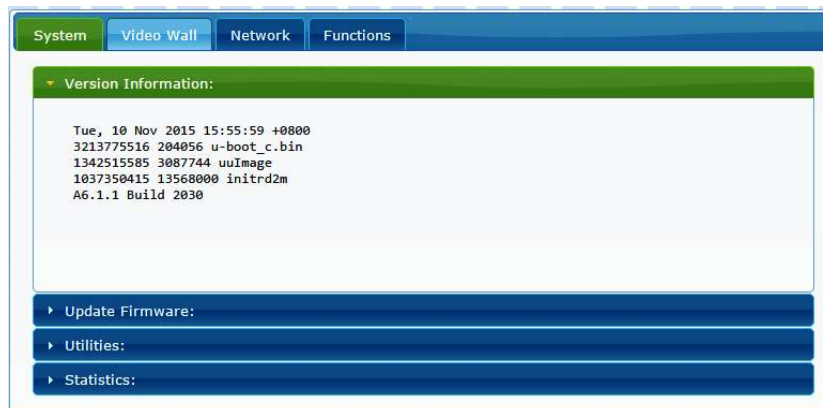 System Video Wall Network Functions
Version Information:
Tue, 10 Nov 2015 15:55:59 +0800
3213775516 204056 u-boot_c.bin
1342515585 3087744 uuImage
1037350415 13568000 initrd2m
A6.1.1 Build 2030
Update Firmware:
Utilities:
Statistics: